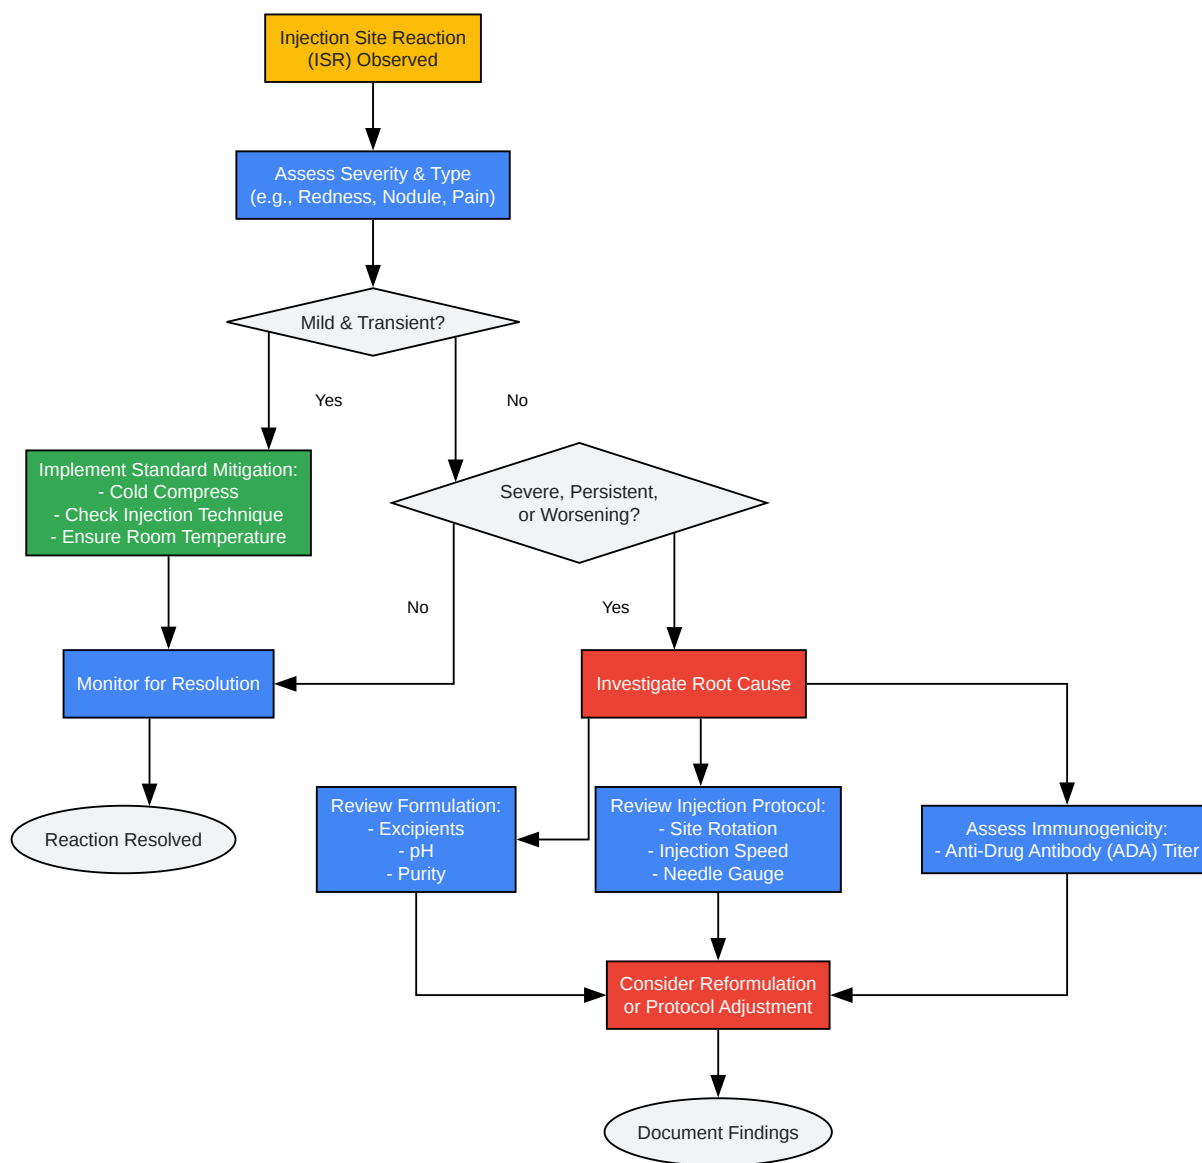 Injection Site Reaction
(ISR) Observed
Assess Severity & Type
(e.g., Redness, Nodule, Pain)
Mild & Transient?
Yes
No
Implement Standard Mitigation:
- Cold Compress
- Check Injection Technique
- Ensure Room Temperature
Severe, Persistent,
or Worsening?
No
Yes
Monitor for Resolution
Investigate Root Cause
Reaction Resolved
Review Formulation:
- Excipients
- pH
- Purity
Review Injection Protocol:
- Site Rotation
- Injection Speed
- Needle Gauge
Assess Immunogenicity:
- Anti-Drug Antibody (ADA) Titer
Consider Reformulation
or Protocol Adjustment
Document Findings